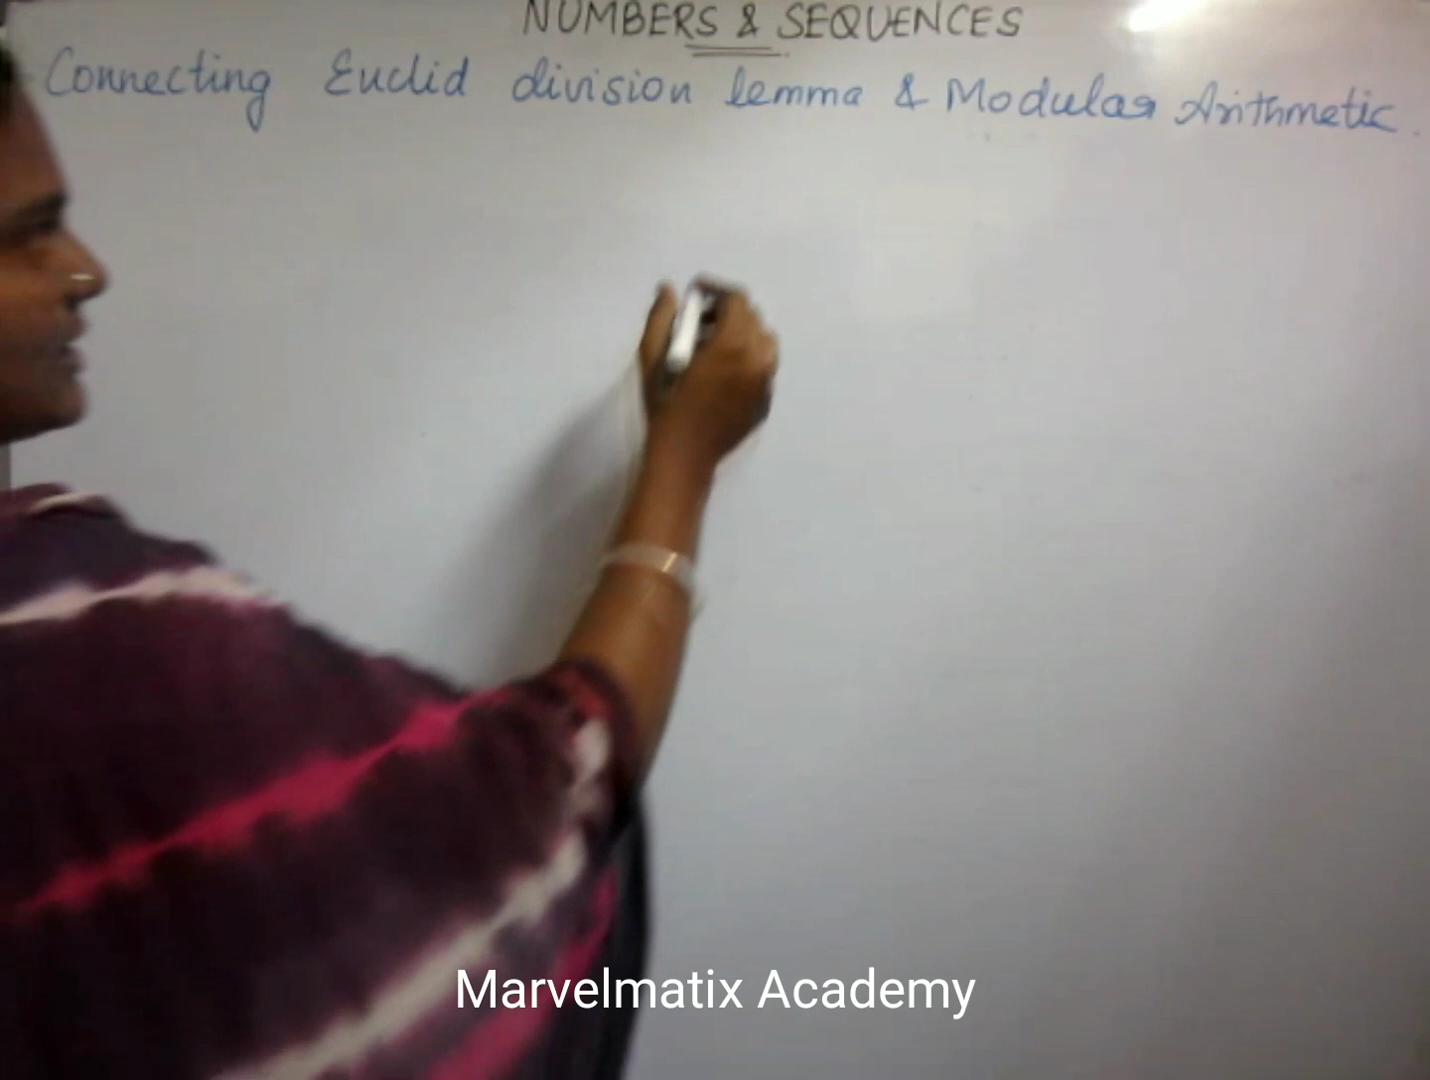 NUMBERS & SEQUENCES
Connecting Euclid division lemma & Modular Arithmetic.
Marvelmatix Academy